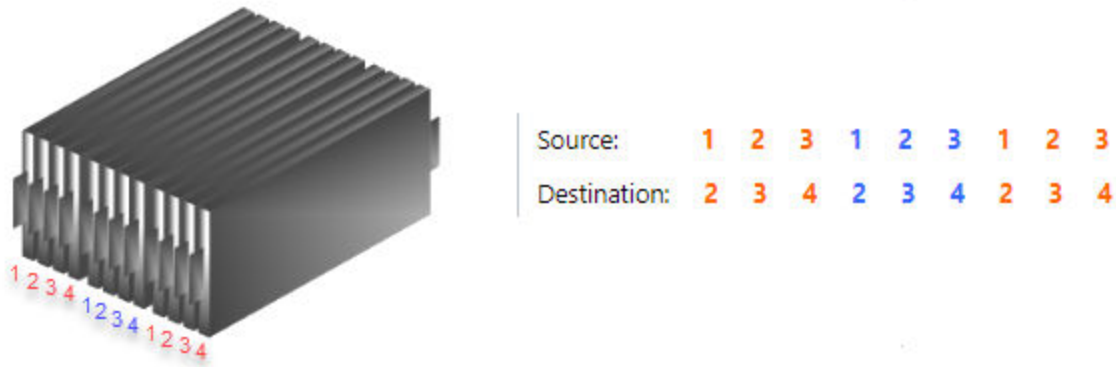 Source: 1 2 3 1 2 3 1 2 3
Destination: 2 3 4 2 3 4 2 3 4
1 2 3 4 1 2 3 4 1 2 3 4